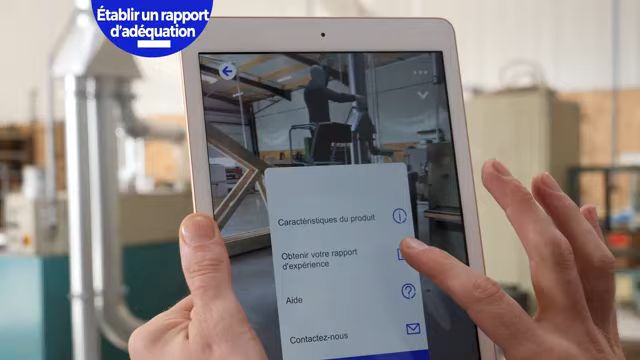 Établir un rapport
d'adéquation
Caractéristiques du produit
Obtenir votre rapport
d'expérience
Aide
Contactez-nous